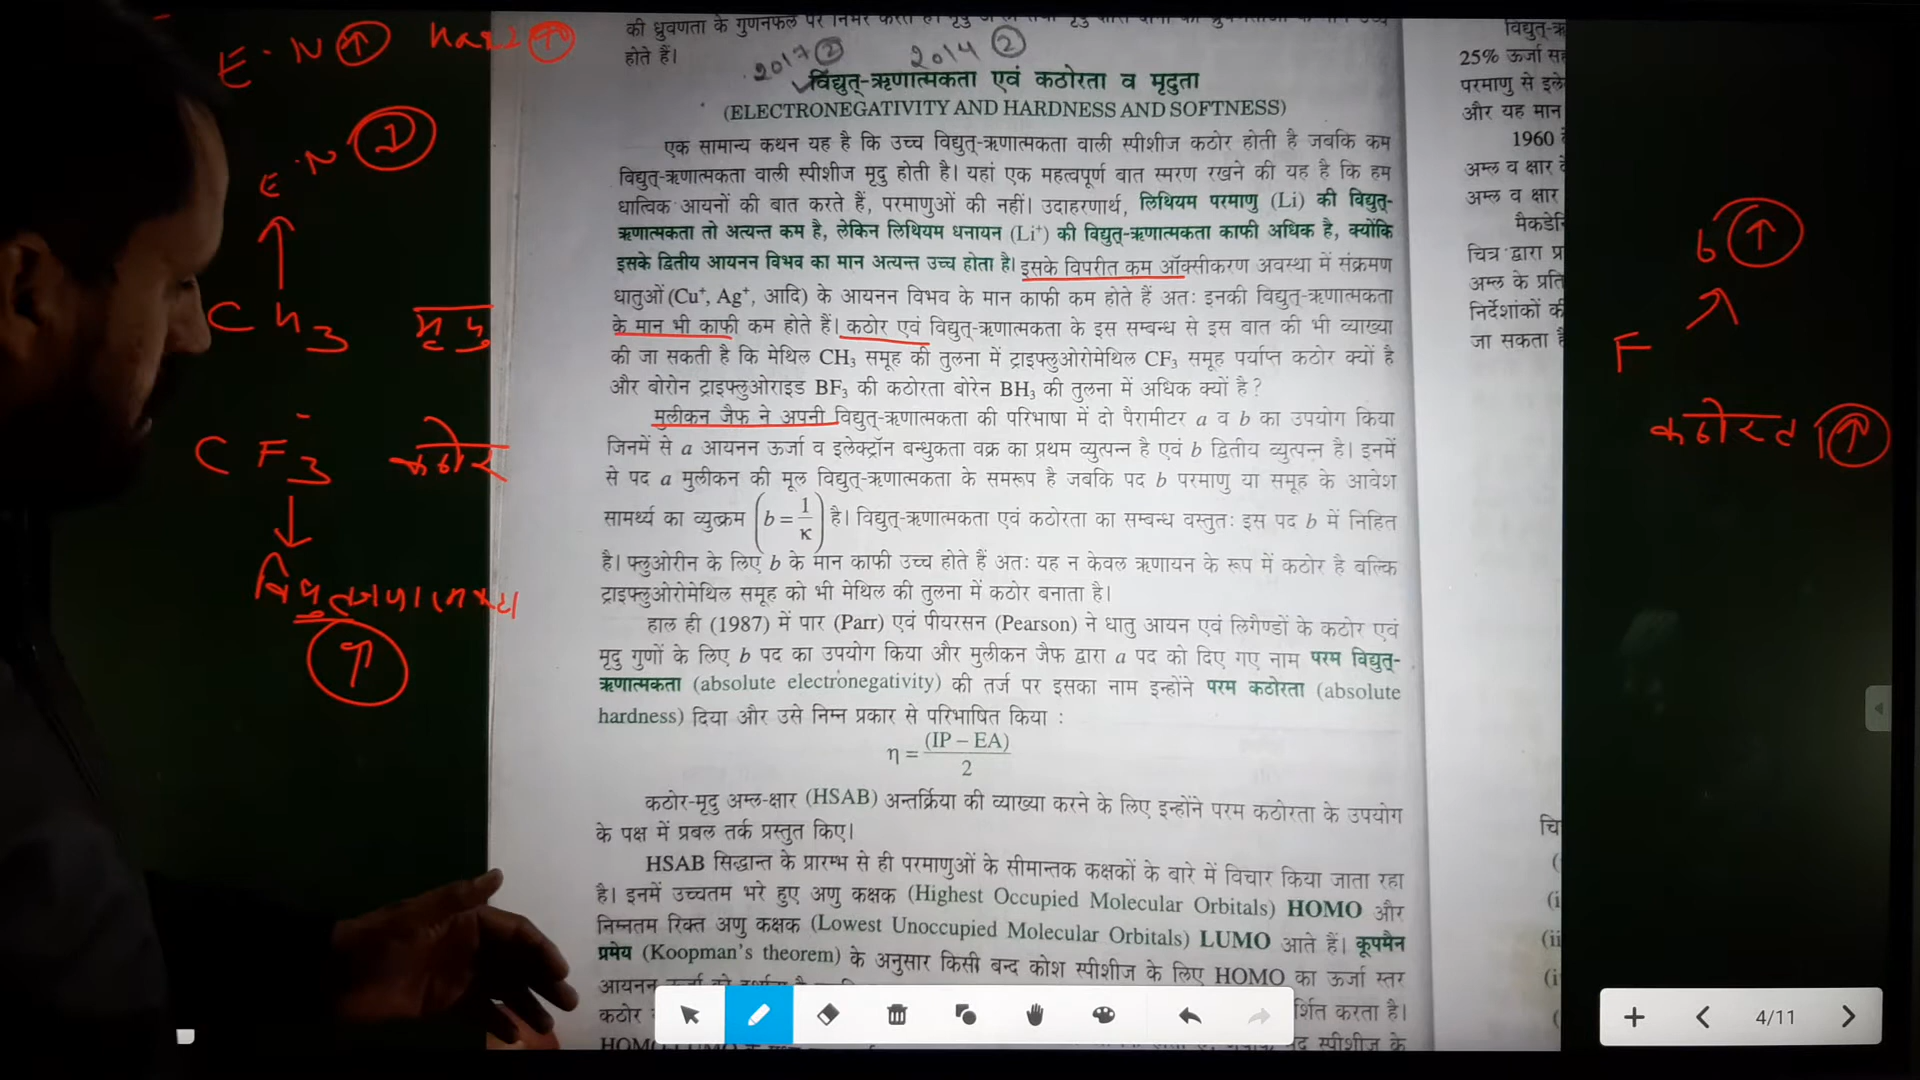 की ध्रुवणता के गुणनफल पर निर्भर करते हैं।
होते हैं।
2017 (2) 2014 (2)
विद्युत्-ऋणात्मकता एवं कठोरता व मृदुता
(ELECTRONEGATIVITY AND HARDNESS AND SOFTNESS)
एक सामान्य कथन यह है कि उच्च विद्युत्-ऋणात्मकता वाली स्पीशीज कठोर होती है जबकि कम
विद्युत्-ऋणात्मकता वाली स्पीशीज मृदु होती है। यहां एक महत्वपूर्ण बात स्मरण रखने की यह है कि हम
धात्विक आयनों की बात करते हैं, परमाणुओं की नहीं। उदाहरणार्थ, लिथियम परमाणु (Li) की विद्युत्-
ऋणात्मकता तो अत्यन्त कम है, लेकिन लिथियम धनायन (Li⁺) की विद्युत्-ऋणात्मकता काफी अधिक है, क्योंकि
इसके द्वितीय आयनन विभव का मान अत्यन्त उच्च होता है। इसके विपरीत कम ऑक्सीकरण अवस्था में संक्रमण
धातुओं (Cu⁺, Ag⁺, आदि) के आयनन विभव के मान काफी कम होते हैं अतः इनकी विद्युत्-ऋणात्मकता
के मान भी काफी कम होते हैं। कठोर एवं विद्युत्-ऋणात्मकता के इस सम्बन्ध से इस बात की भी व्याख्या
की जा सकती है कि मेथिल CH₃ समूह की तुलना में ट्राइफ्लुओरोमेथिल CF₃ समूह पर्याप्त कठोर क्यों है
और बोरोन ट्राइफ्लुओराइड BF₃ की कठोरता बोरेन BH₃ की तुलना में अधिक क्यों है?
मुलीकन जैफ ने अपनी विद्युत्-ऋणात्मकता की परिभाषा में दो पैरामीटर a व b का उपयोग किया
जिनमें से a आयनन ऊर्जा व इलेक्ट्रॉन बन्धुकता वक्र का प्रथम व्युत्पन्न है एवं b द्वितीय व्युत्पन्न है। इनमें
से पद a मुलीकन की मूल विद्युत्-ऋणात्मकता के समरूप है जबकि पद b परमाणु या समूह के आवेश
सामर्थ्य का व्युत्क्रम (b = 1/κ) है। विद्युत्-ऋणात्मकता एवं कठोरता का सम्बन्ध वस्तुतः इस पद b में निहित
है। फ्लुओरीन के लिए b के मान काफी उच्च होते हैं अतः यह न केवल ऋणायन के रूप में कठोर है बल्कि
ट्राइफ्लुओरोमेथिल समूह को भी मेथिल की तुलना में कठोर बनाता है।
हाल ही (1987) में पार (Parr) एवं पीयरसन (Pearson) ने धातु आयन एवं लिगैण्डों के कठोर एवं
मृदु गुणों के लिए b पद का उपयोग किया और मुलीकन जैफ द्वारा a पद को दिए गए नाम परम विद्युत्-
ऋणात्मकता (absolute electronegativity) की तर्ज पर इसका नाम इन्होंने परम कठोरता (absolute
hardness) दिया और उसे निम्न प्रकार से परिभाषित किया :
η = (IP – EA)
2
कठोर-मृदु अम्ल-क्षार (HSAB) अन्तर्क्रिया की व्याख्या करने के लिए इन्होंने परम कठोरता के उपयोग
के पक्ष में प्रबल तर्क प्रस्तुत किए।
HSAB सिद्धान्त के प्रारम्भ से ही परमाणुओं के सीमान्तक कक्षकों के बारे में विचार किया जाता रहा
है। इनमें उच्चतम भरे हुए अणु कक्षक (Highest Occupied Molecular Orbitals) HOMO और
निम्नतम रिक्त अणु कक्षक (Lowest Unoccupied Molecular Orbitals) LUMO आते हैं। कूपमैन
प्रमेय (Koopman's theorem) के अनुसार किसी बन्द कोश स्पीशीज के लिए HOMO का ऊर्जा स्तर
आयनन
कठोर र्शित करता है।
स्पीशीज के
E.N ↑
E.N
CH₃ मृदु
CF₃ कठोर
↑
विद्युत्-ऋ
25% ऊर्जा
परमाणु से
और यह मान
1960
अम्ल व क्षार
अम्ल व क्षार
चित्र द्वारा
अम्ल के
निर्देशांकों की
जा सकता है
b ↑
F
↑
4/11